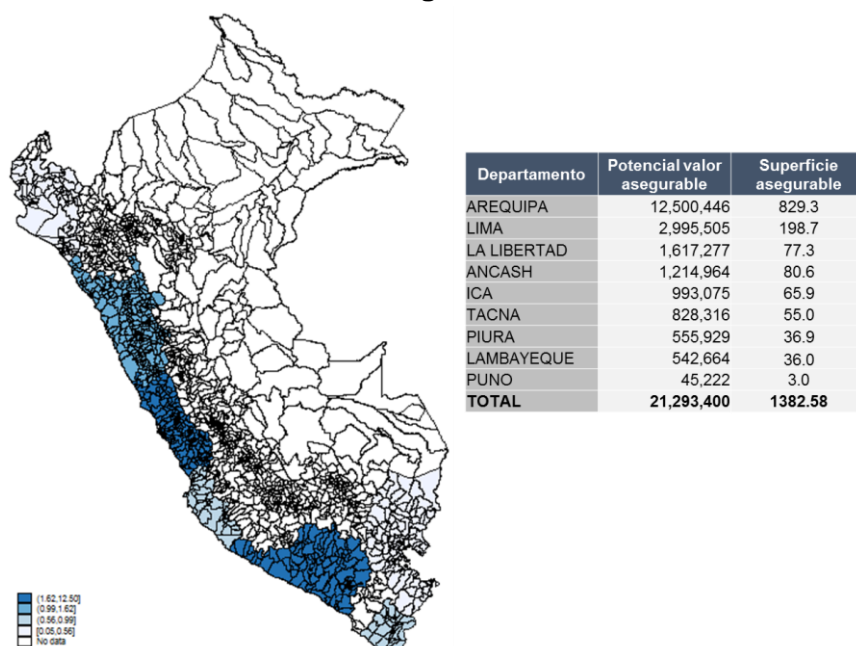 Departamento Potencial valor asegurable Superficie asegurable
AREQUIPA 12,500,446 829.3
LIMA 2,995,505 198.7
LA LIBERTAD 1,617,277 77.3
ANCASH 1,214,964 80.6
ICA 993,075 65.9
TACNA 828,316 55.0
PIURA 555,929 36.9
LAMBAYEQUE 542,664 36.0
PUNO 45,222 3.0
TOTAL 21,293,400 1382.58
(1.62,12.50]
(0.99,1.62]
(0.56,0.99]
[0.05,0.56]
No data